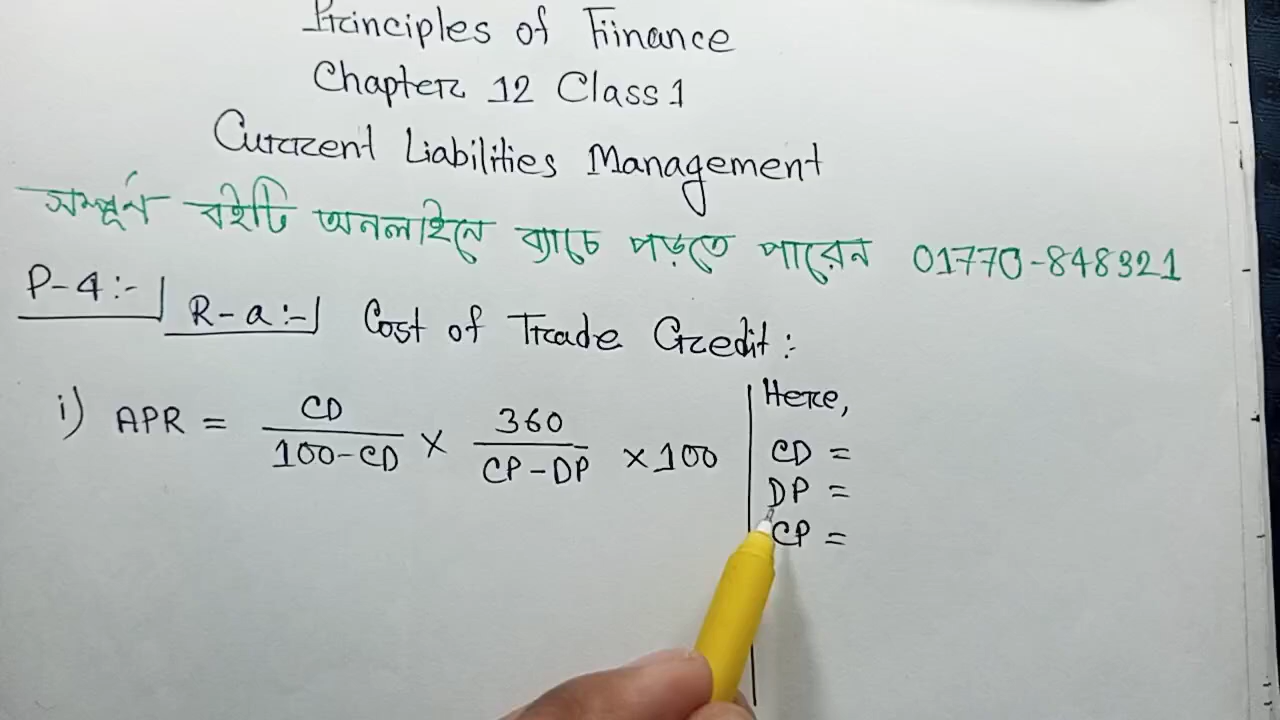 Principles of Finance
Chapter 12 Class 1
Current Liabilities Management
সম্পূর্ন বইটি অনলাইনে ব্যাচে পড়তে পারেন 01770-848321
P-4:- R-a:- Cost of Trade Credit:
i) APR = CD / 100-CD × 360 / CP-DP × 100
Here,
CD =
DP =
CP =